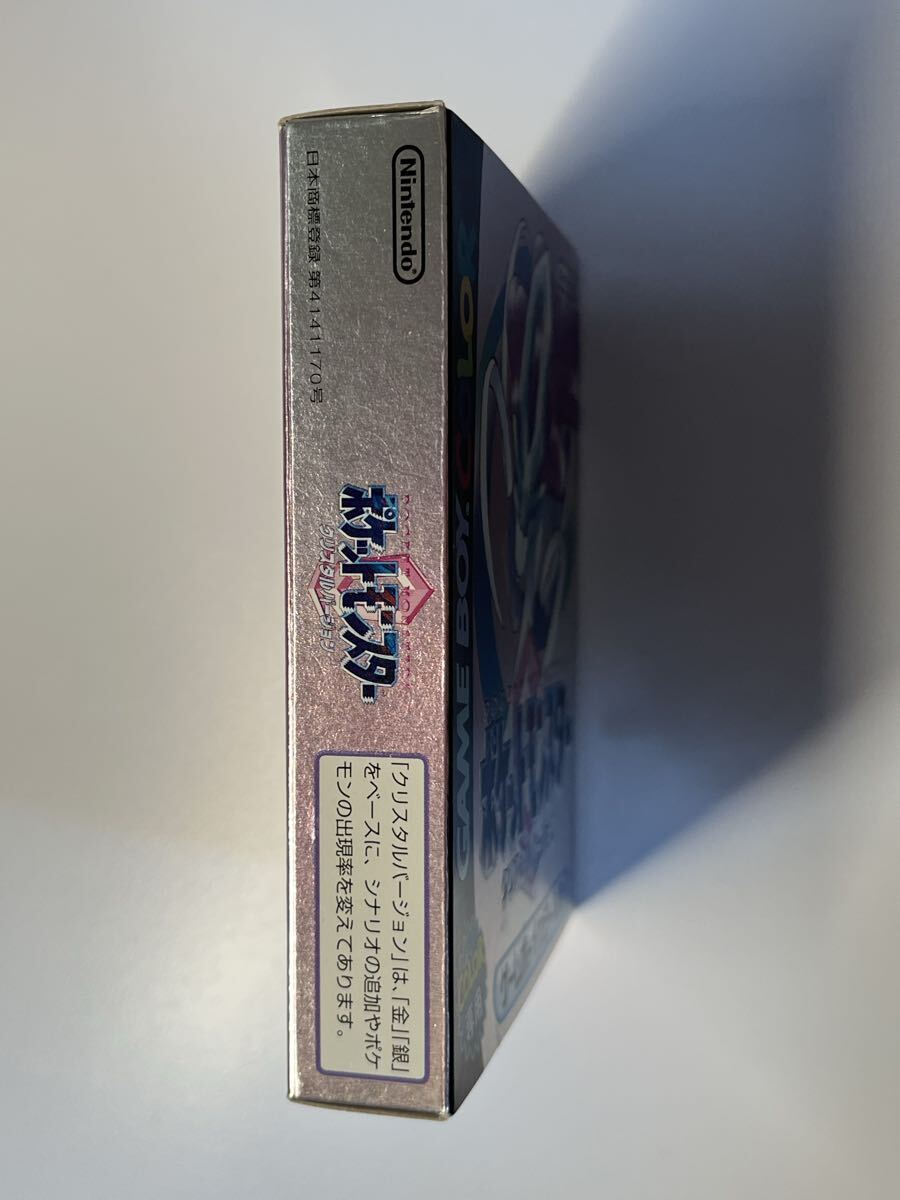 Nintendo®
日本商標登録 第4141170号
POCKET MONSTERS
ポケットモンスター
クリスタルバージョン
「クリスタルバージョン」は、「金」「銀」
をベースに、シナリオの追加やポケ
モンの出現率を変えてあります。
GAME BOY COLOR